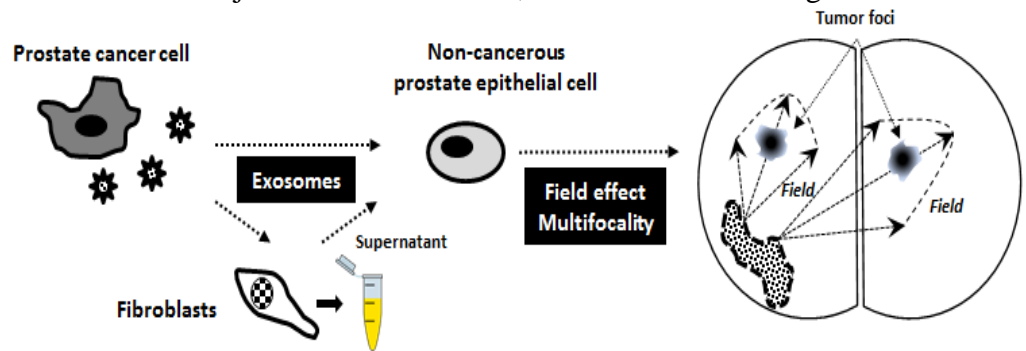 Tumor foci
Prostate cancer cell
Non-cancerous
prostate epithelial cell
Exosomes
Field effect
Multifocality
Field
Field
Supernatant
Fibroblasts